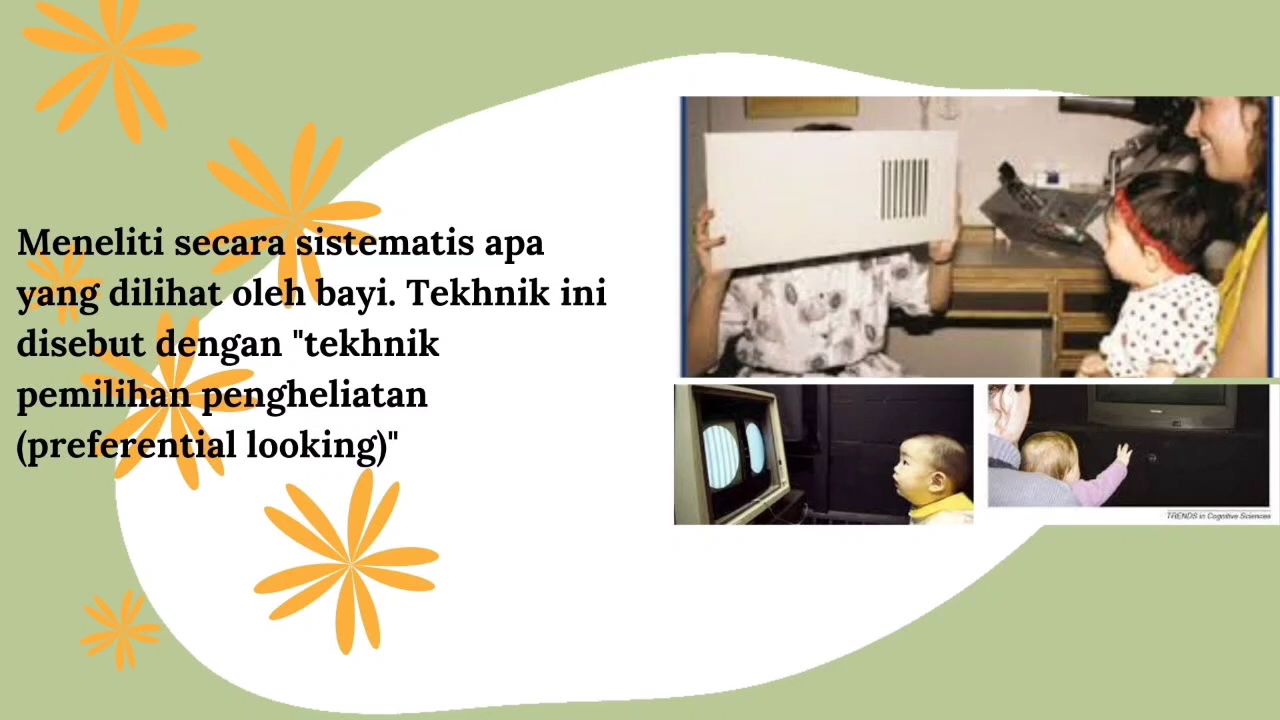 Meneliti secara sistematis apa
yang dilihat oleh bayi. Tekhnik ini
disebut dengan "tekhnik
pemilihan pengheliatan
(preferential looking)"
TRENDS in Cognitive Sciences